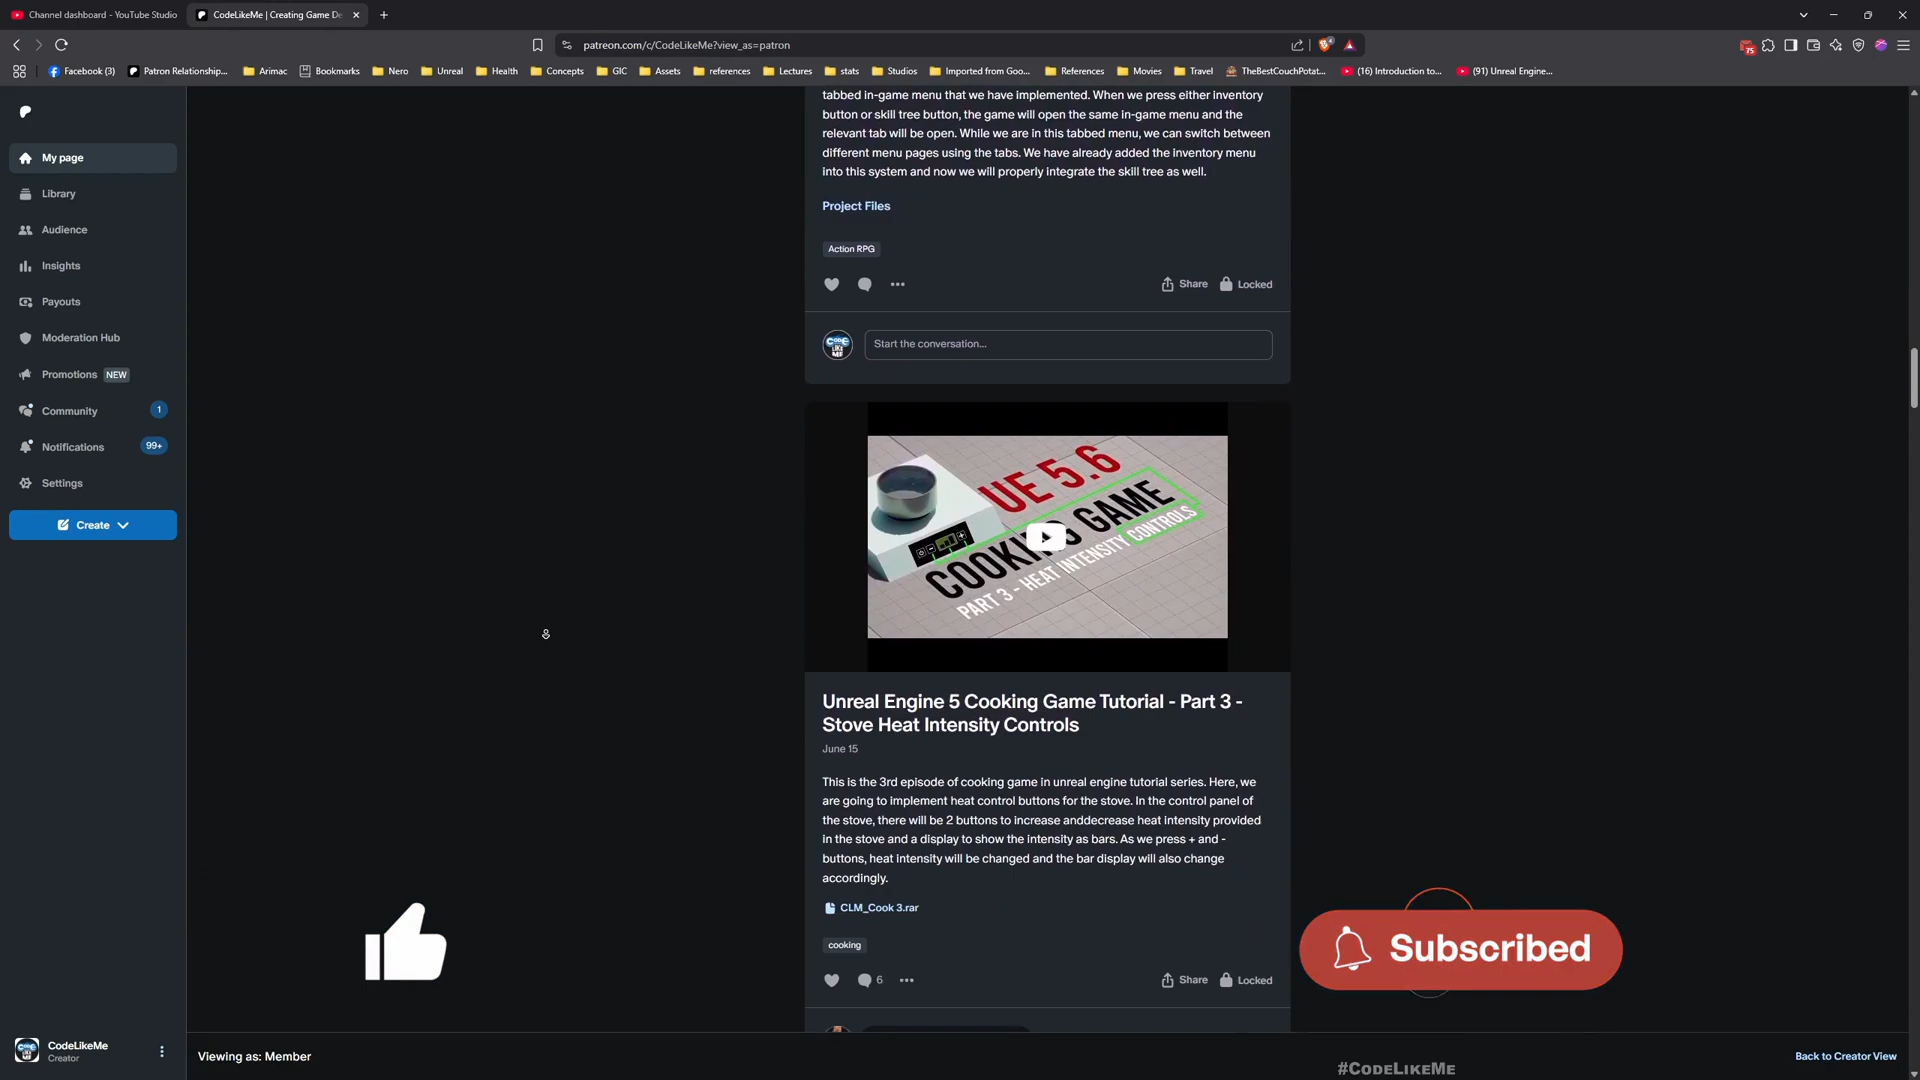 Channel dashboard - YouTube Studio
CodeLikeMe | Creating Game De
patreon.com/c/CodeLikeMe?view_as=patron
4
75
Facebook (3)
Patron Relationship...
Arimac
Bookmarks
Nero
Unreal
Health
Concepts
GIC
Assets
references
Lectures
stats
Studios
Imported from Goo...
References
Movies
Travel
TheBestCouchPotat...
(16) Introduction to...
(91) Unreal Engine...
My page
Library
Audience
Insights
Payouts
Moderation Hub
Promotions NEW
Community 1
Notifications 99+
Settings
Create
CodeLikeMe
Creator
tabbed in-game menu that we have implemented. When we press either inventory
button or skill tree button, the game will open the same in-game menu and the
relevant tab will be open. While we are in this tabbed menu, we can switch between
different menu pages using the tabs. We have already added the inventory menu
into this system and now we will properly integrate the skill tree as well.
Project Files
Action RPG
Share Locked
CODE
LIKE
ME
Start the conversation...
UE 5.6
COOKING GAME
PART 3 - HEAT INTENSITY CONTROLS
Unreal Engine 5 Cooking Game Tutorial - Part 3 -
Stove Heat Intensity Controls
June 15
This is the 3rd episode of cooking game in unreal engine tutorial series. Here, we
are going to implement heat control buttons for the stove. In the control panel of
the stove, there will be 2 buttons to increase anddecrease heat intensity provided
in the stove and a display to show the intensity as bars. As we press + and -
buttons, heat intensity will be changed and the bar display will also change
accordingly.
CLM_Cook 3.rar
cooking
6
Share Locked
Subscribed
Viewing as: Member
Back to Creator View
#CodeLikeMe